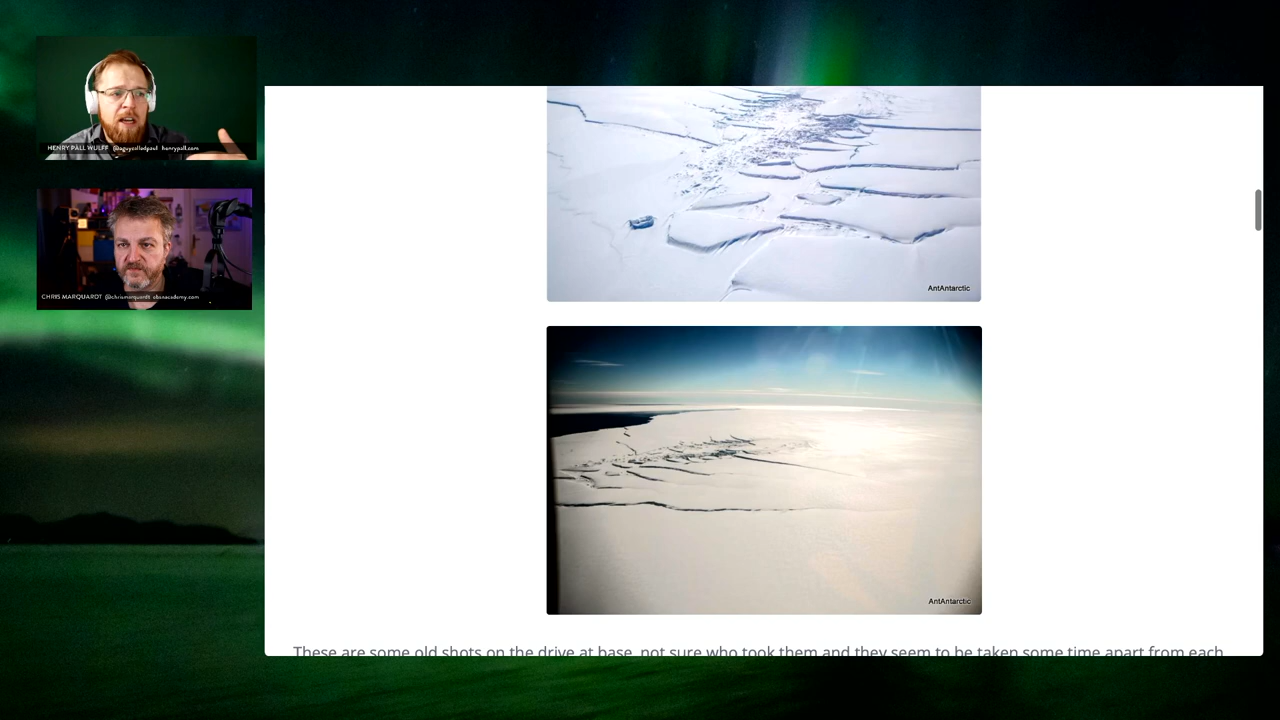 HENRY PALL WULFF @aguycalledpaul henrypall.com
CHRIS MARQUARDT @chrismarquardt obsnacademy.com
AntAntarctic
AntAntarctic
These are some old shots on the drive at base, not sure who took them and they seem to be taken some time apart from each